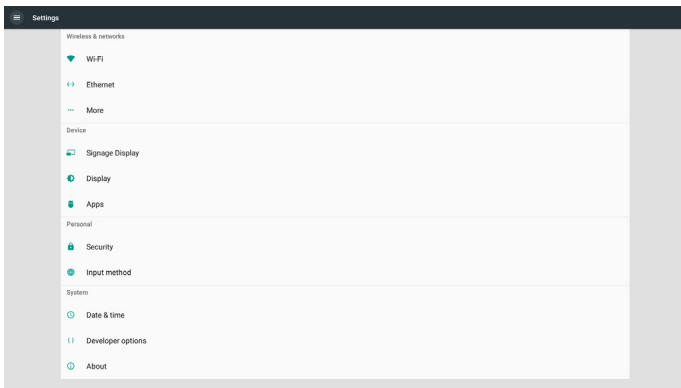 Settings
Wireless & networks
Wi-Fi
Ethernet
More
Device
Signage Display
Display
Apps
Personal
Security
Input method
System
Date & time
Developer options
About